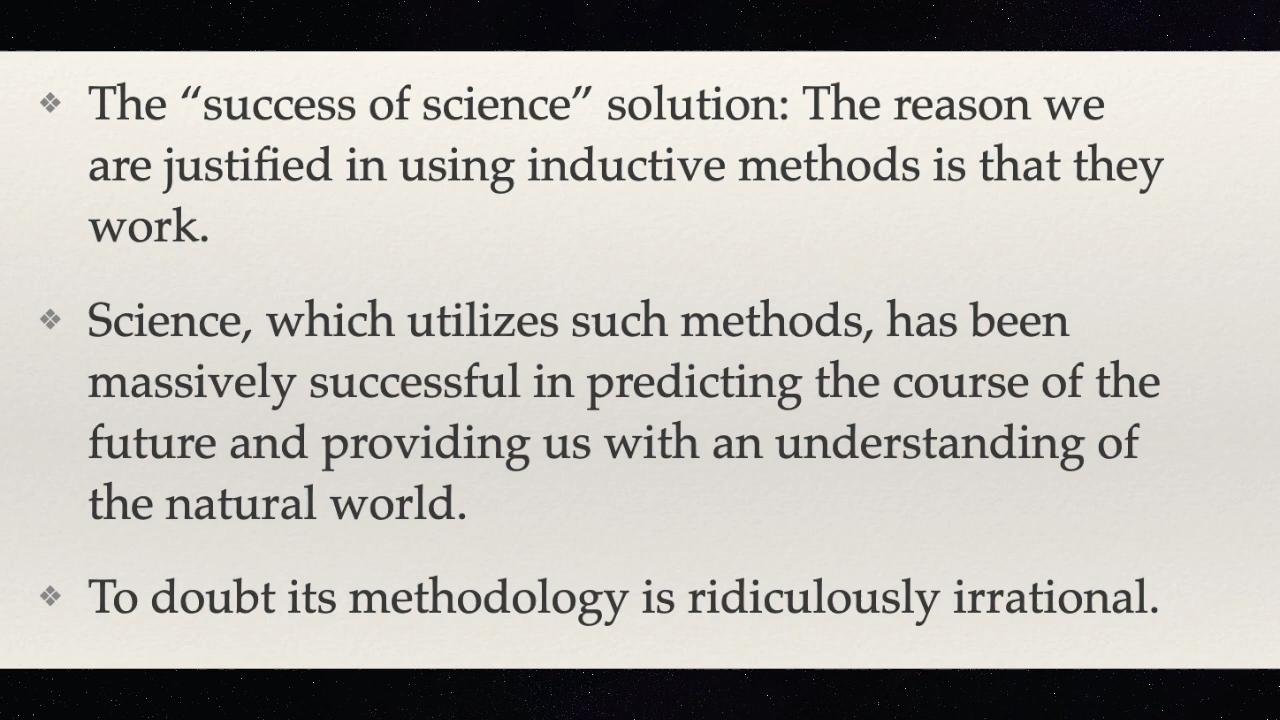 ❖ The “success of science” solution: The reason we
are justified in using inductive methods is that they
work.
❖ Science, which utilizes such methods, has been
massively successful in predicting the course of the
future and providing us with an understanding of
the natural world.
❖ To doubt its methodology is ridiculously irrational.